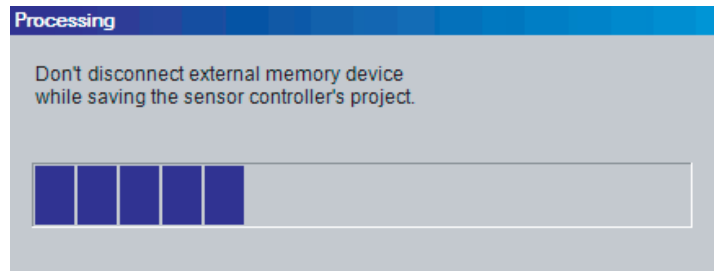 Processing
Don't disconnect external memory device
while saving the sensor controller's project.